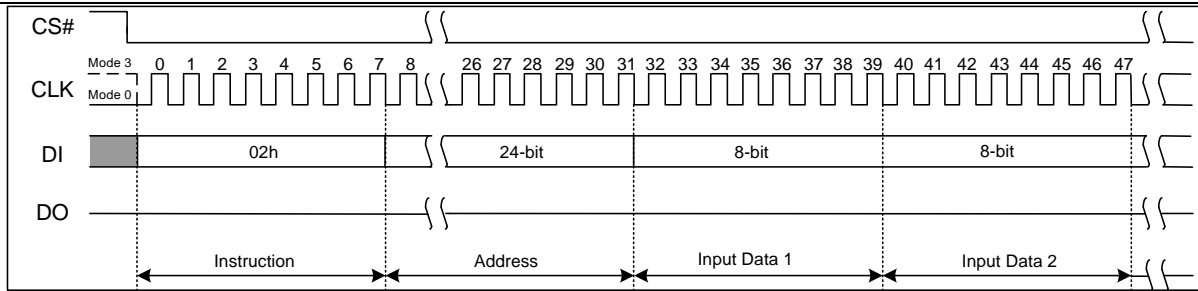 CS#
Mode 3 0 1 2 3 4 5 6 7 8 26 27 28 29 30 31 32 33 34 35 36 37 38 39 40 41 42 43 44 45 46 47
CLK
Mode 0
DI 02h 24-bit 8-bit 8-bit
DO
Instruction Address Input Data 1 Input Data 2